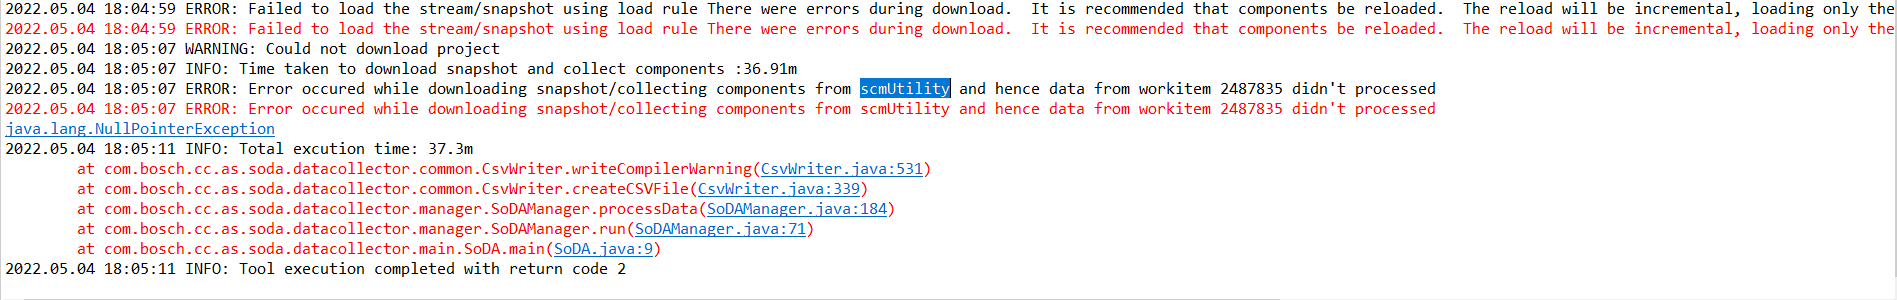 2022.05.04 18:04:59 ERROR: Failed to load the stream/snapshot using load rule There were errors during download.  It is recommended that components be reloaded.  The reload will be incremental, loading only the
2022.05.04 18:04:59 ERROR: Failed to load the stream/snapshot using load rule There were errors during download.  It is recommended that components be reloaded.  The reload will be incremental, loading only the
2022.05.04 18:05:07 WARNING: Could not download project
2022.05.04 18:05:07 INFO: Time taken to download snapshot and collect components :36.91m
2022.05.04 18:05:07 ERROR: Error occured while downloading snapshot/collecting components from scmUtility and hence data from workitem 2487835 didn't processed
2022.05.04 18:05:07 ERROR: Error occured while downloading snapshot/collecting components from scmUtility and hence data from workitem 2487835 didn't processed
java.lang.NullPointerException
2022.05.04 18:05:11 INFO: Total excution time: 37.3m
at com.bosch.cc.as.soda.datacollector.common.CsvWriter.writeCompilerWarning(CsvWriter.java:531)
at com.bosch.cc.as.soda.datacollector.common.CsvWriter.createCSVFile(CsvWriter.java:339)
at com.bosch.cc.as.soda.datacollector.manager.SoDAManager.processData(SoDAManager.java:184)
at com.bosch.cc.as.soda.datacollector.manager.SoDAManager.run(SoDAManager.java:71)
at com.bosch.cc.as.soda.datacollector.main.SoDA.main(SoDA.java:9)
2022.05.04 18:05:11 INFO: Tool execution completed with return code 2